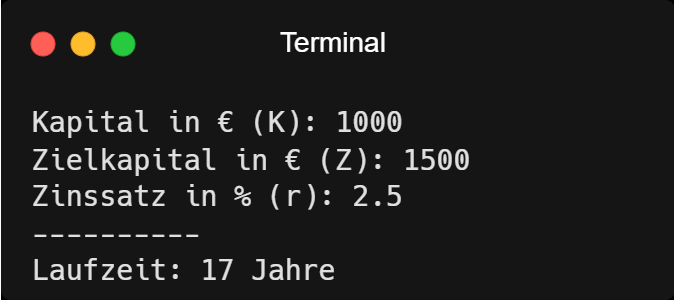 Terminal
Kapital in € (K): 1000
Zielkapital in € (Z): 1500
Zinssatz in % (r): 2.5
----------
Laufzeit: 17 Jahre